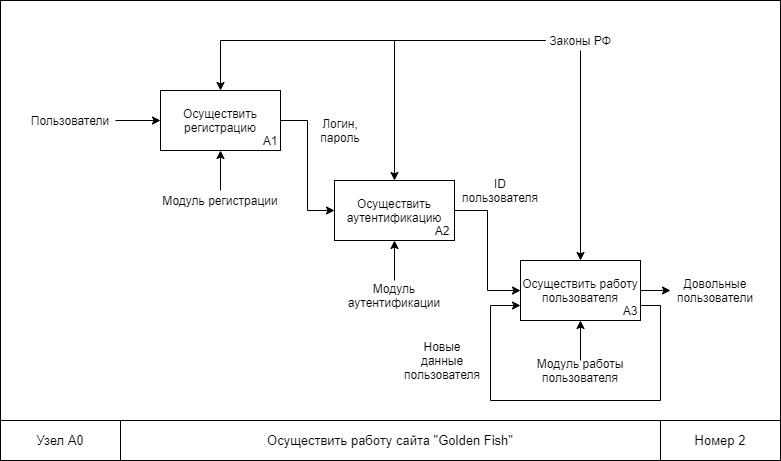 Законы РФ
Пользователи
Осуществить
регистрацию
A1
Логин,
пароль
Модуль регистрации
Осуществить
аутентификацию
A2
ID
пользователя
Модуль
аутентификации
Осуществить работу
пользователя
A3
Довольные
пользователи
Новые
данные
пользователя
Модуль работы
пользователя
Узел A0
Осуществить работу сайта "Golden Fish"
Номер 2